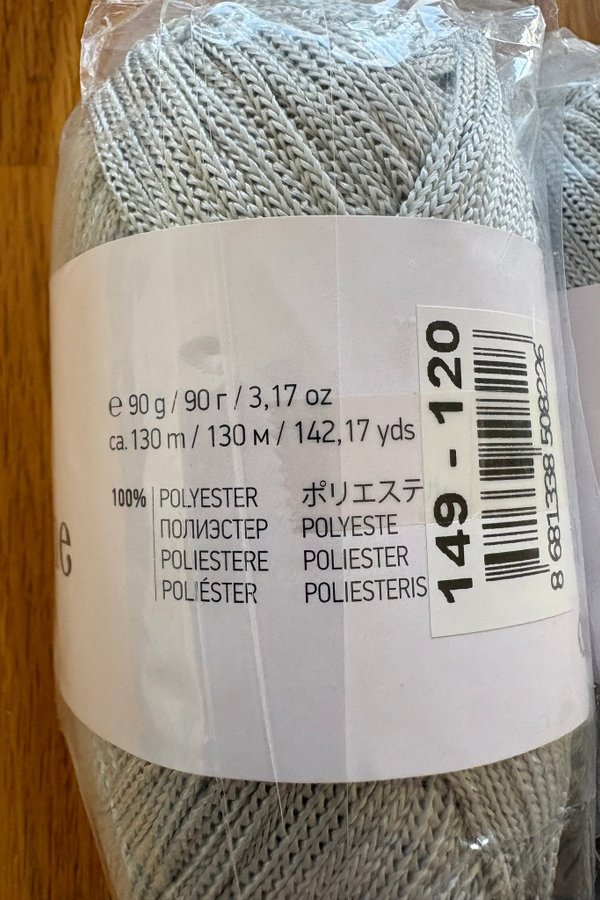 ℮ 90 g / 90 г / 3,17 oz
ca. 130 m / 130 м / 142,17 yds
100% POLYESTER ポリエステ
ПОЛИЭСТЕР POLYESTE
POLIESTERE POLIESTER
POLIÉSTER POLIESTERIS
e
149 - 120
8 681338 508226